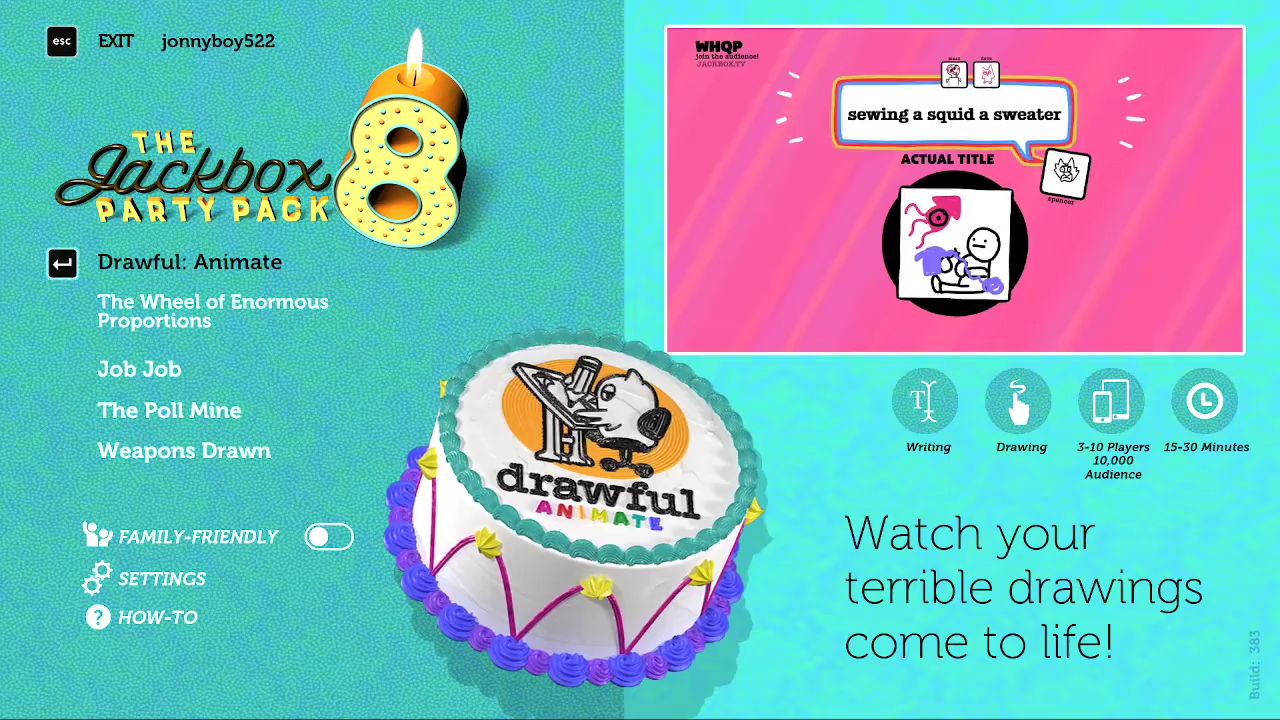 esc EXIT jonnyboy522
THE
Jackbox
PARTY PACK
8
Drawful: Animate
The Wheel of Enormous
Proportions
Job Job
The Poll Mine
Weapons Drawn
FAMILY-FRIENDLY
SETTINGS
? HOW-TO
drawful
ANIMATE
WHQP
join the audience!
JACKBOX.TV
sewing a squid a sweater
ACTUAL TITLE
spencer
T
Writing
Drawing
3-10 Players
10,000
Audience
15-30 Minutes
Watch your
terrible drawings
come to life!
Build: 383